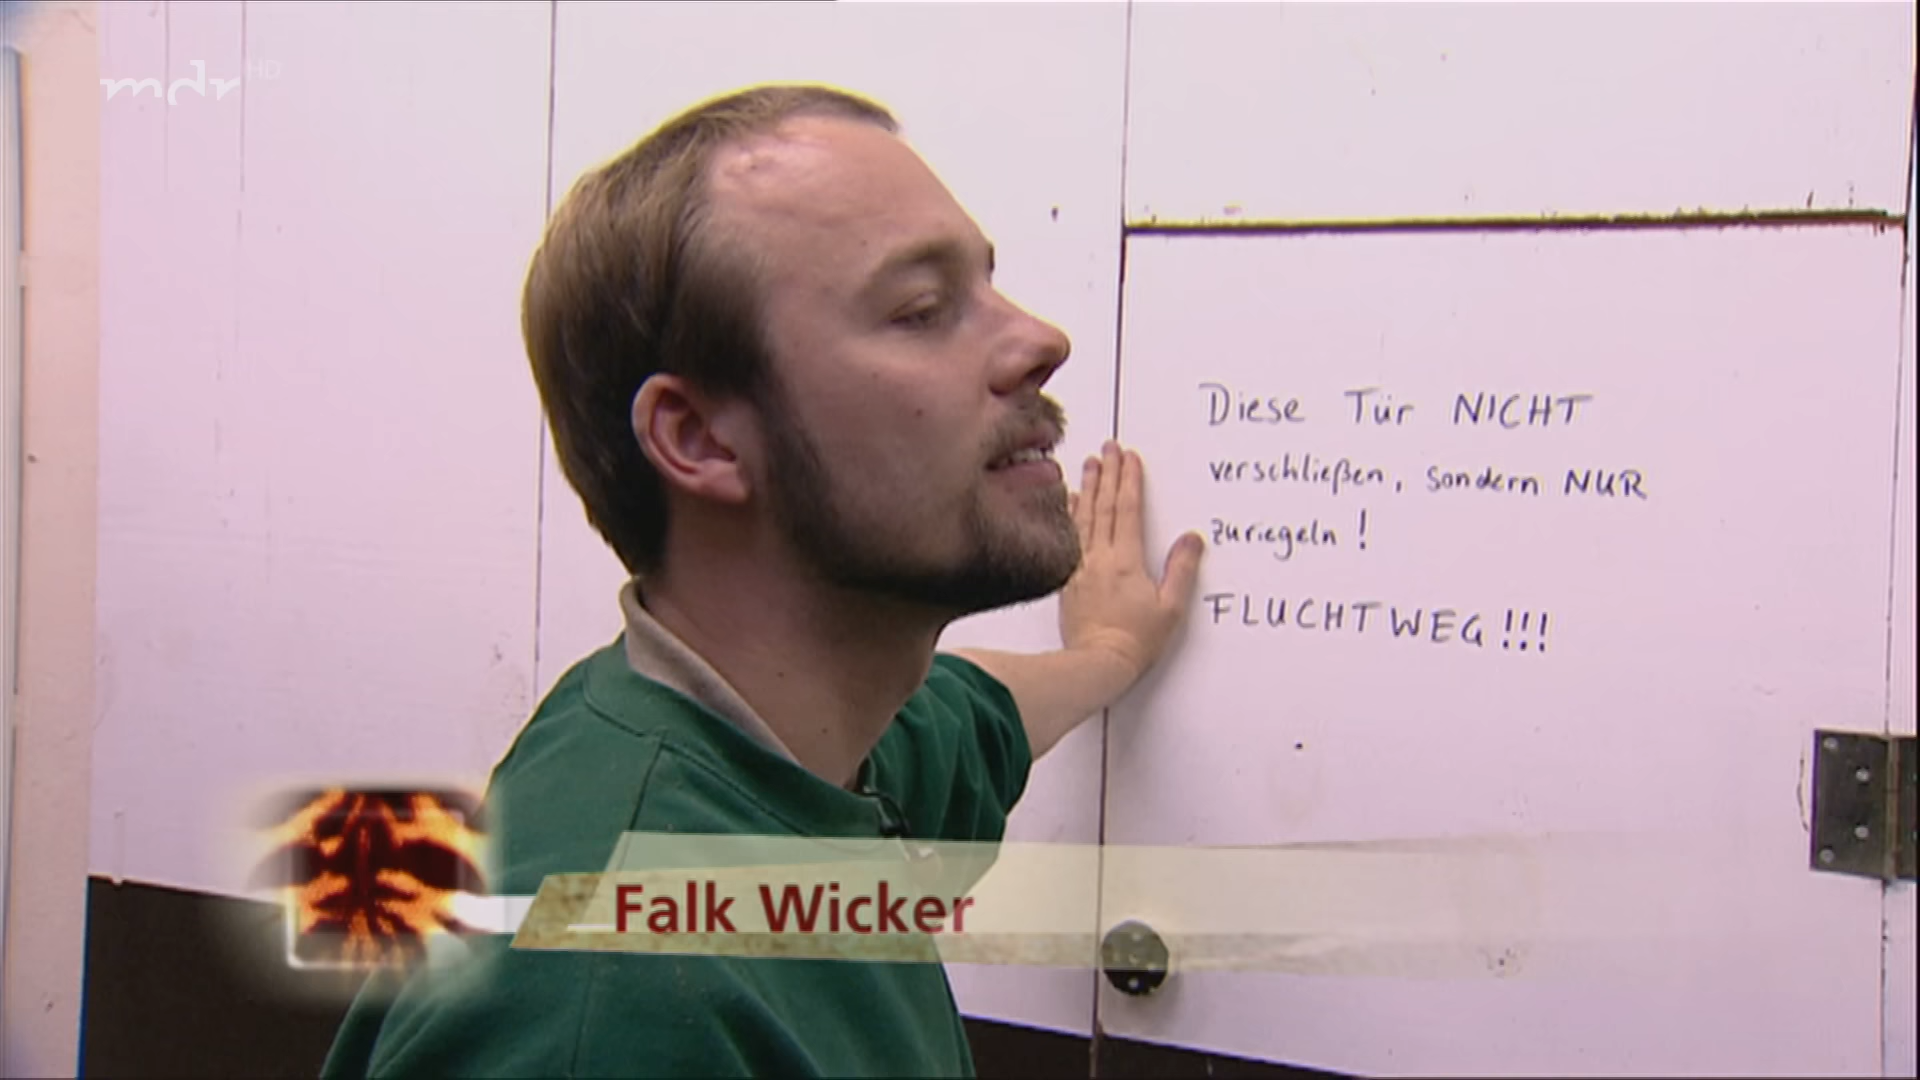 mdr HD
Diese Tür NICHT
verschließen, sondern NUR
zuriegeln!
FLUCHTWEG!!!
Falk Wicker